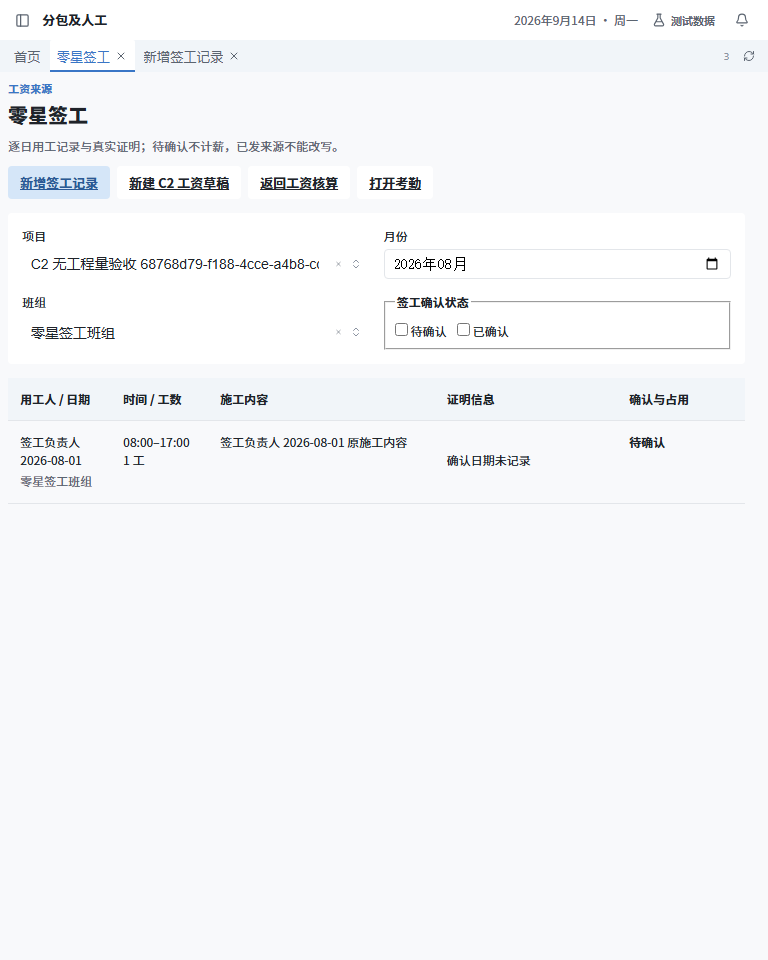 分包及人工
2026年9月14日 · 周一
测试数据
首页
零星签工
新增签工记录
3
工资来源
零星签工
逐日用工记录与真实证明；待确认不计薪，已发来源不能改写。
新增签工记录
新建 C2 工资草稿
返回工资核算
打开考勤
项目
C2 无工程量验收 68768d79-f188-4cce-a4b8-c
月份
2026年08月
班组
零星签工班组
签工确认状态
待确认
已确认
用工人 / 日期
时间 / 工数
施工内容
证明信息
确认与占用
签工负责人
2026-08-01
零星签工班组
08:00–17:00
1 工
签工负责人 2026-08-01 原施工内容
确认日期未记录
待确认